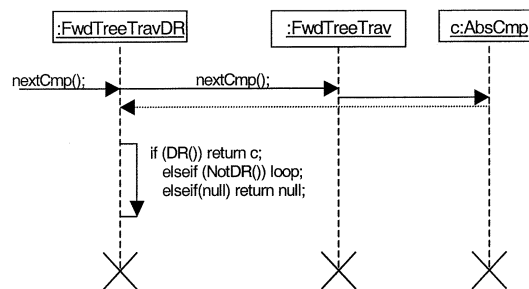 :FwdTreeTravDR
:FwdTreeTrav
c:AbsCmp
nextCmp();
nextCmp();
if (DR()) return c;
elseif (NotDR()) loop;
elseif(null) return null;